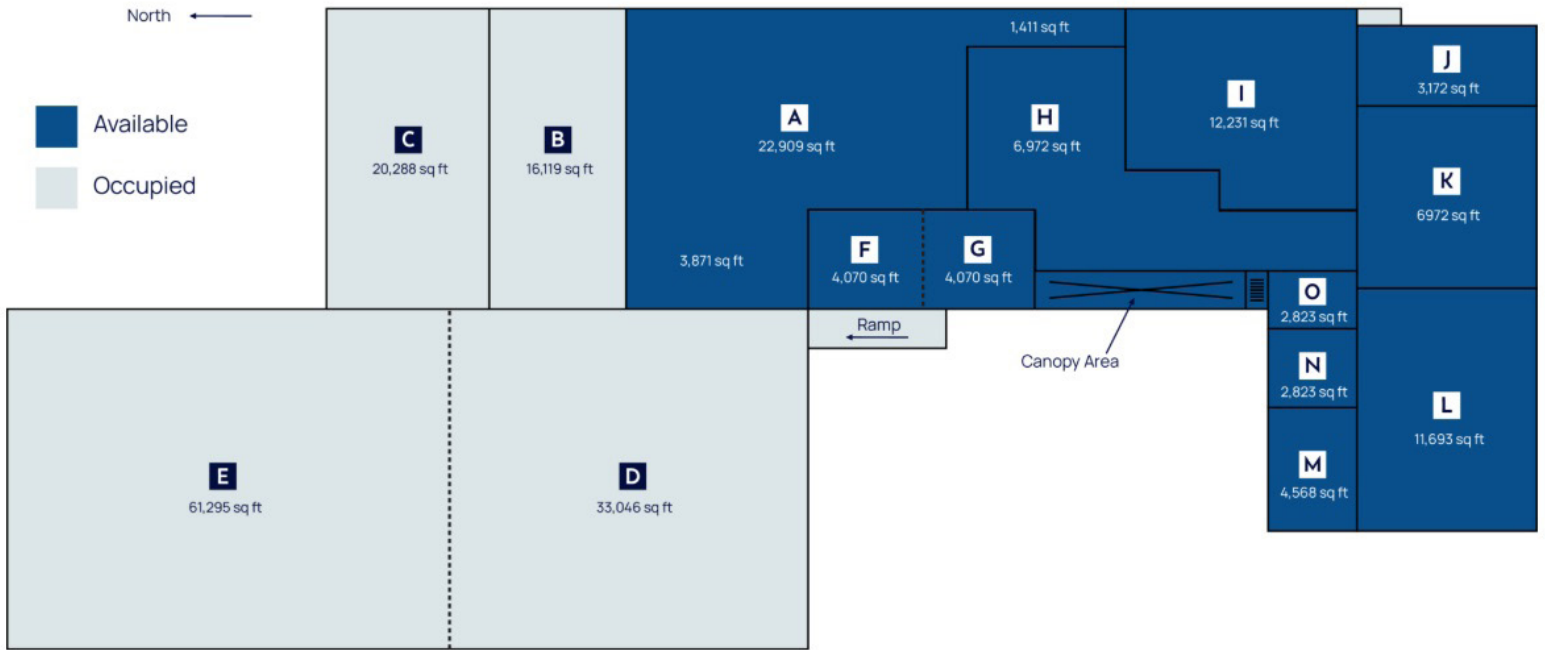 North
Available
Occupied
C
20,288 sq ft
B
16,119 sq ft
A
22,909 sq ft
1,411 sq ft
3,871 sq ft
H
6,972 sq ft
I
12,231 sq ft
J
3,172 sq ft
K
6972 sq ft
F
4,070 sq ft
G
4,070 sq ft
O
2,823 sq ft
N
2,823 sq ft
M
4,568 sq ft
L
11,693 sq ft
Ramp
Canopy Area
E
61,295 sq ft
D
33,046 sq ft